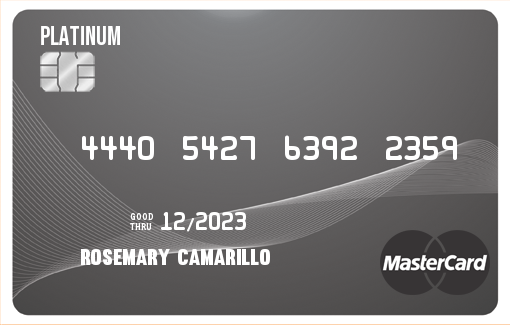 PLATINUM
4440 5427 6392 2359
GOOD THRU 12/2023
ROSEMARY CAMARILLO
MasterCard